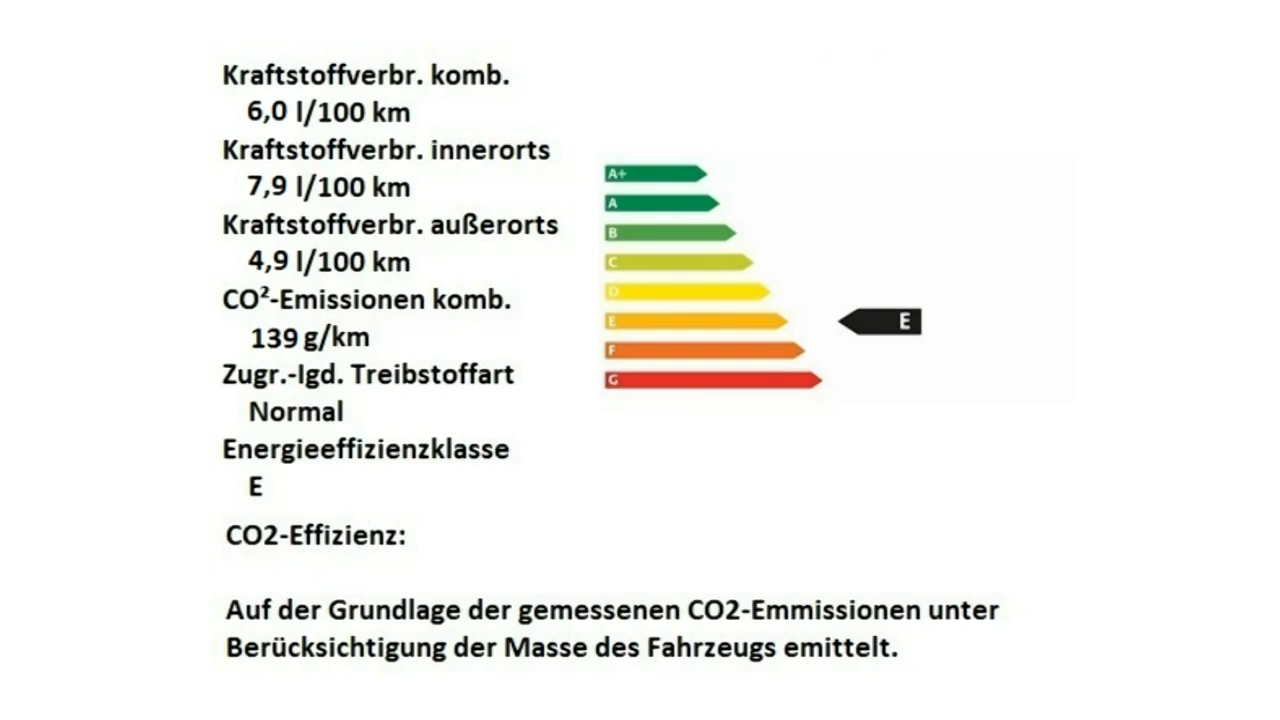 Kraftstoffverbr. komb.
6,0 l/100 km
Kraftstoffverbr. innerorts
7,9 l/100 km
Kraftstoffverbr. außerorts
4,9 l/100 km
CO²-Emissionen komb.
139 g/km
Zugr.-lgd. Treibstoffart
Normal
Energieeffizienzklasse
E
A+
A
B
C
D
E
E
F
G
CO2-Effizienz:
Auf der Grundlage der gemessenen CO2-Emmissionen unter
Berücksichtigung der Masse des Fahrzeugs emittelt.